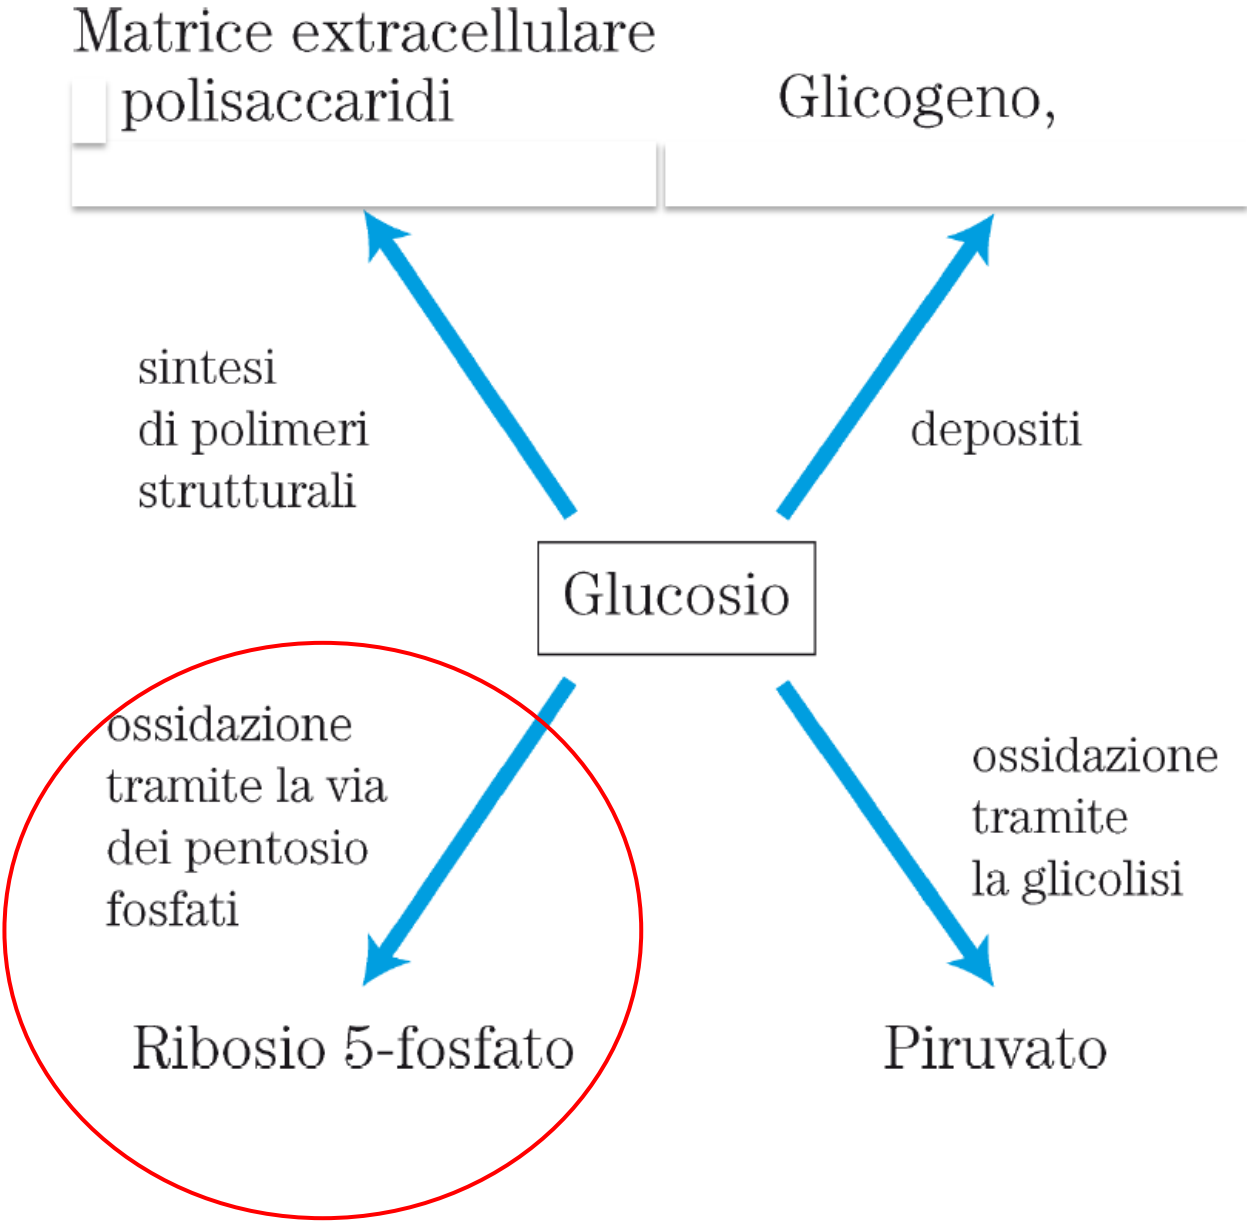 Matrice extracellulare
polisaccaridi
Glicogeno,
sintesi
di polimeri
strutturali
depositi
Glucosio
ossidazione
tramite la via
dei pentosio
fosfati
ossidazione
tramite
la glicolisi
Ribosio 5-fosfato
Piruvato